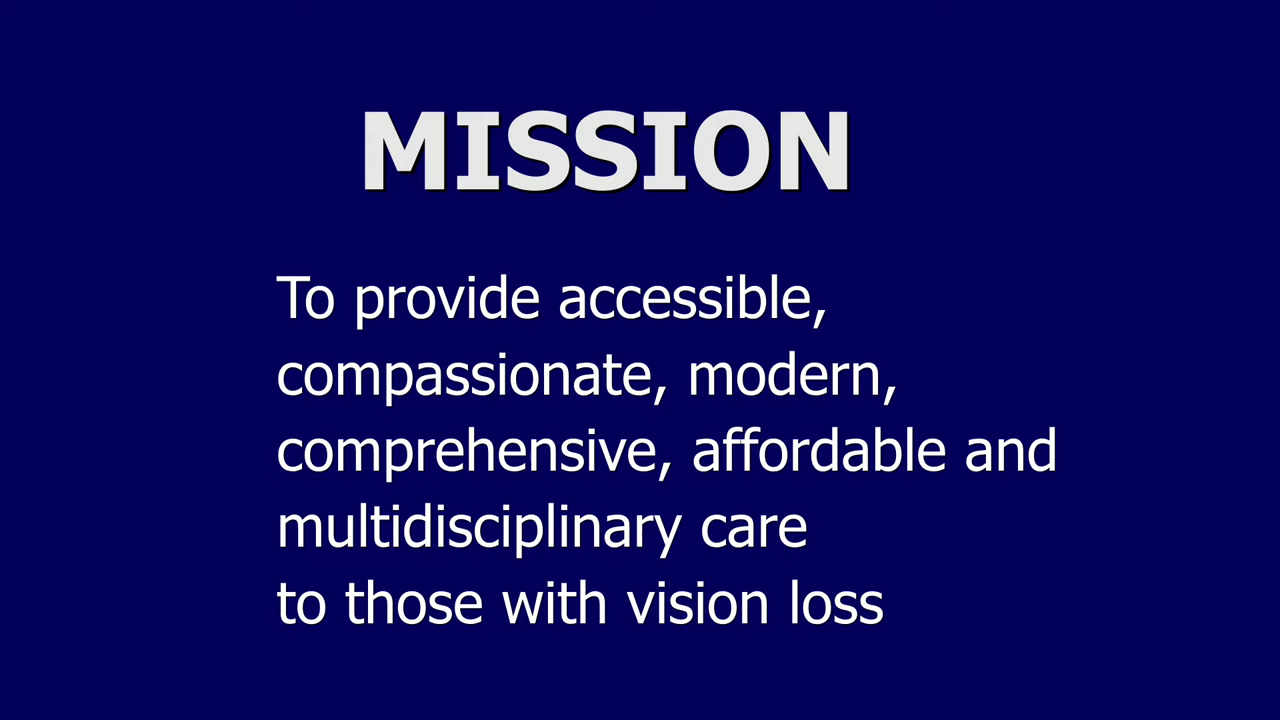 MISSION
To provide accessible,
compassionate, modern,
comprehensive, affordable and
multidisciplinary care
to those with vision loss